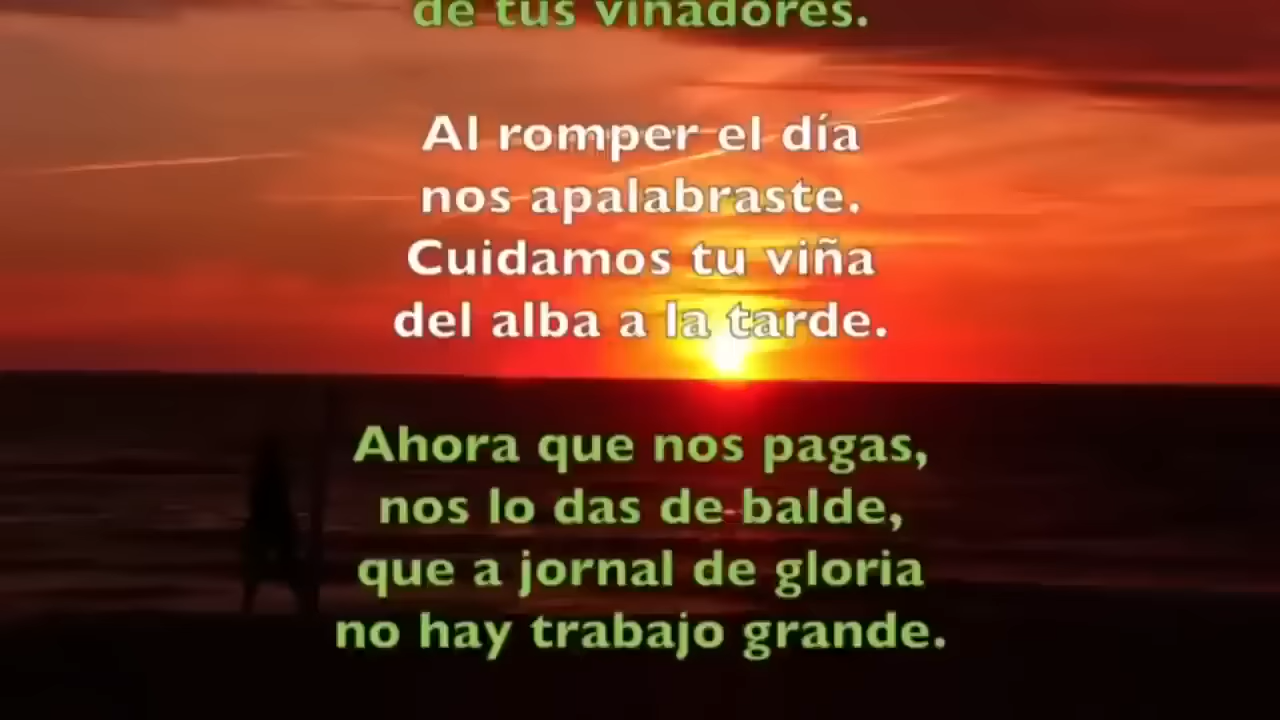 de tus viñadores.
Al romper el día
nos apalabraste.
Cuidamos tu viña
del alba a la tarde.
Ahora que nos pagas,
nos lo das de balde,
que a jornal de gloria
no hay trabajo grande.